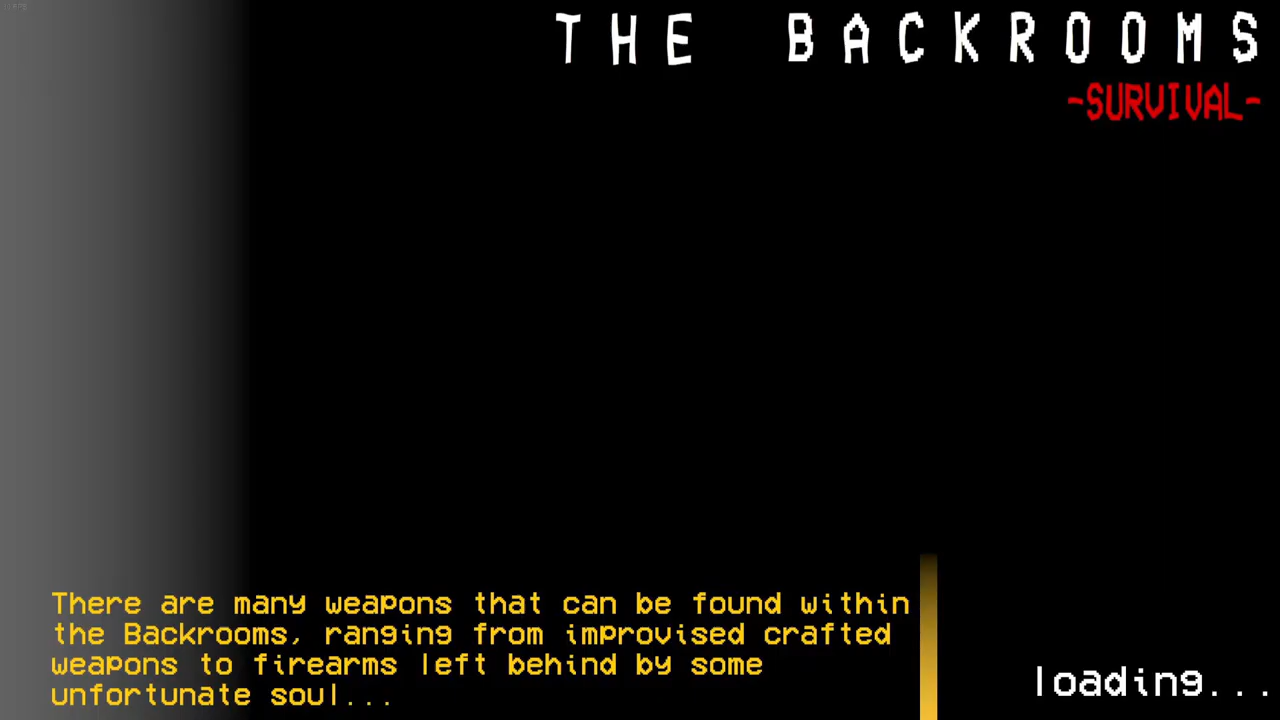 THE BACKROOMS
-SURVIVAL-
There are many weapons that can be found within
the Backrooms, ranging from improvised crafted
weapons to firearms left behind by some
unfortunate soul...
loading...